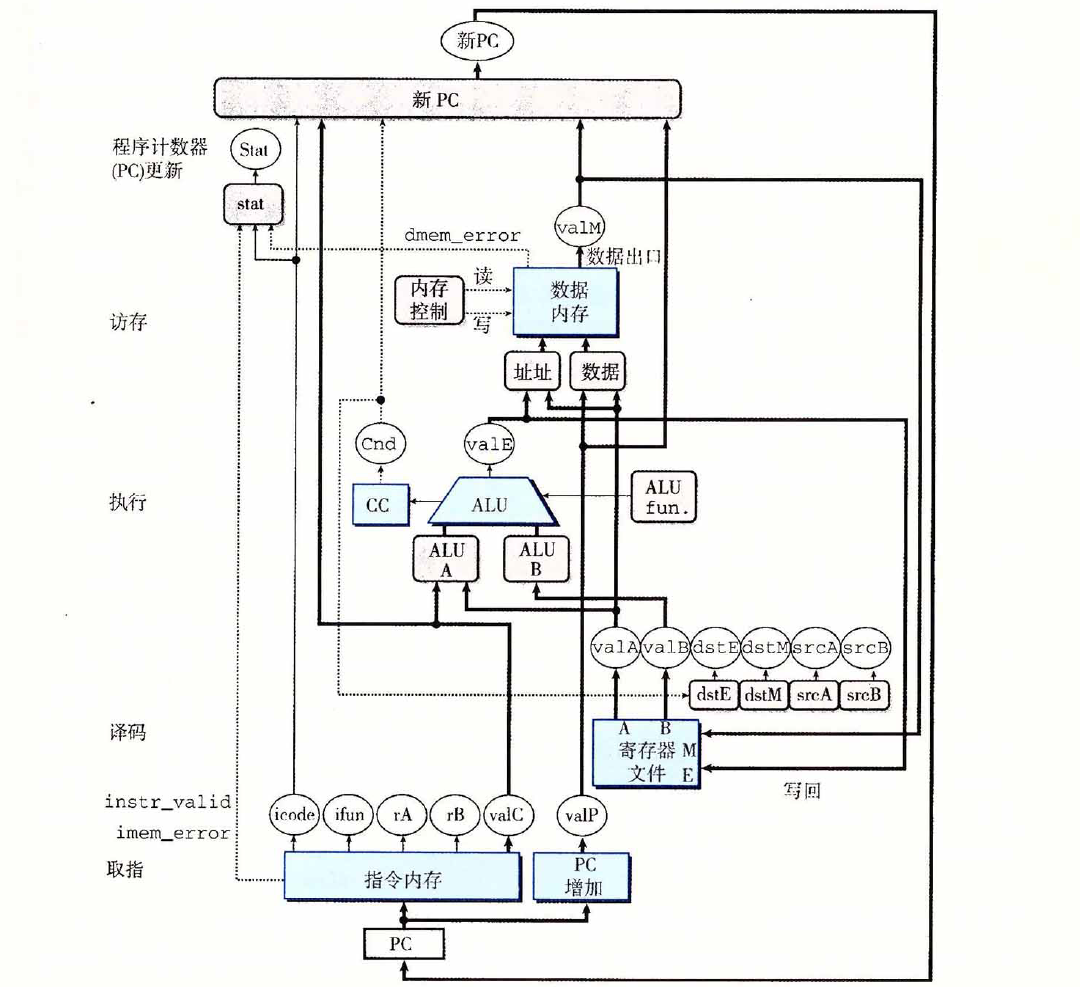 新PC
新 PC
程序计数器
(PC)更新
Stat
stat
valM
dmem_error
数据出口
读
内存
控制
写
数据
内存
访存
址址
数据
Cnd
valE
执行
CC
ALU
ALU
fun.
ALU
A
ALU
B
valA
valB
dstE
dstM
srcA
srcB
dstE
dstM
srcA
srcB
译码
A
B
寄存器
M
文件
E
写回
instr_valid
imem_error
icode
ifun
rA
rB
valC
valP
取指
指令内存
PC
增加
PC